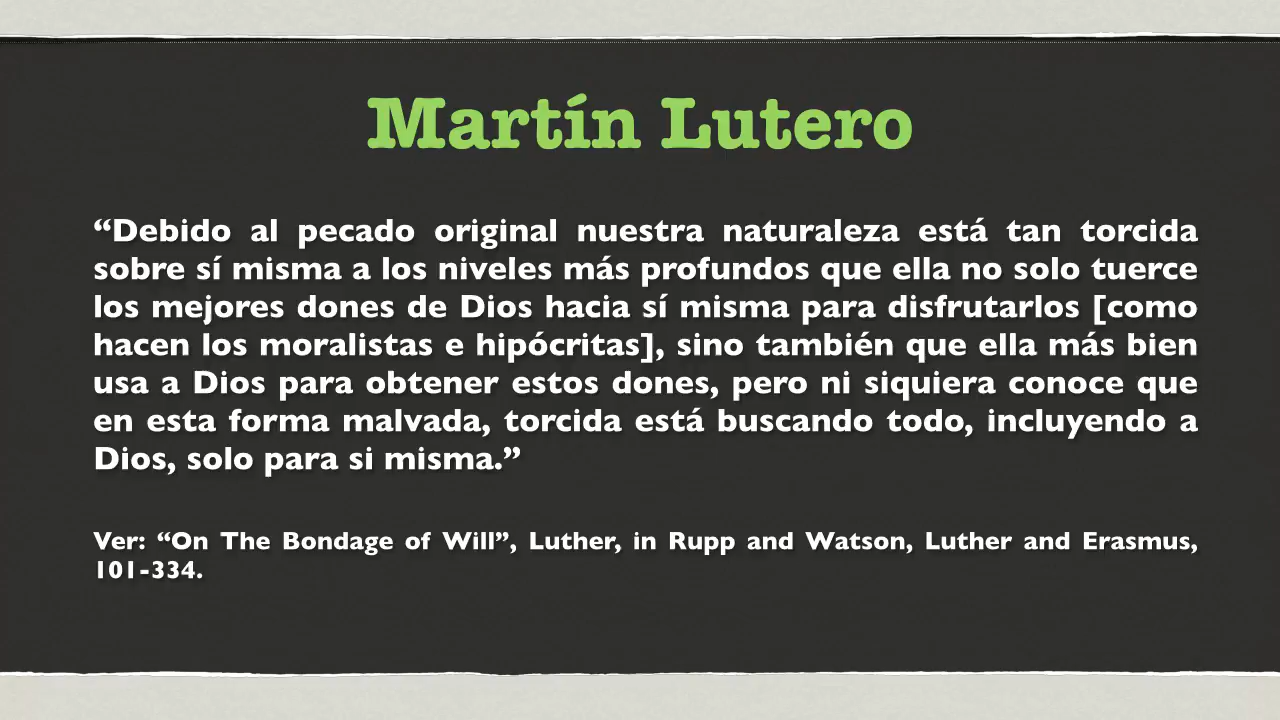 Martín Lutero
“Debido al pecado original nuestra naturaleza está tan torcida
sobre sí misma a los niveles más profundos que ella no solo tuerce
los mejores dones de Dios hacia sí misma para disfrutarlos [como
hacen los moralistas e hipócritas], sino también que ella más bien
usa a Dios para obtener estos dones, pero ni siquiera conoce que
en esta forma malvada, torcida está buscando todo, incluyendo a
Dios, solo para si misma.”
Ver: “On The Bondage of Will”, Luther, in Rupp and Watson, Luther and Erasmus,
101-334.